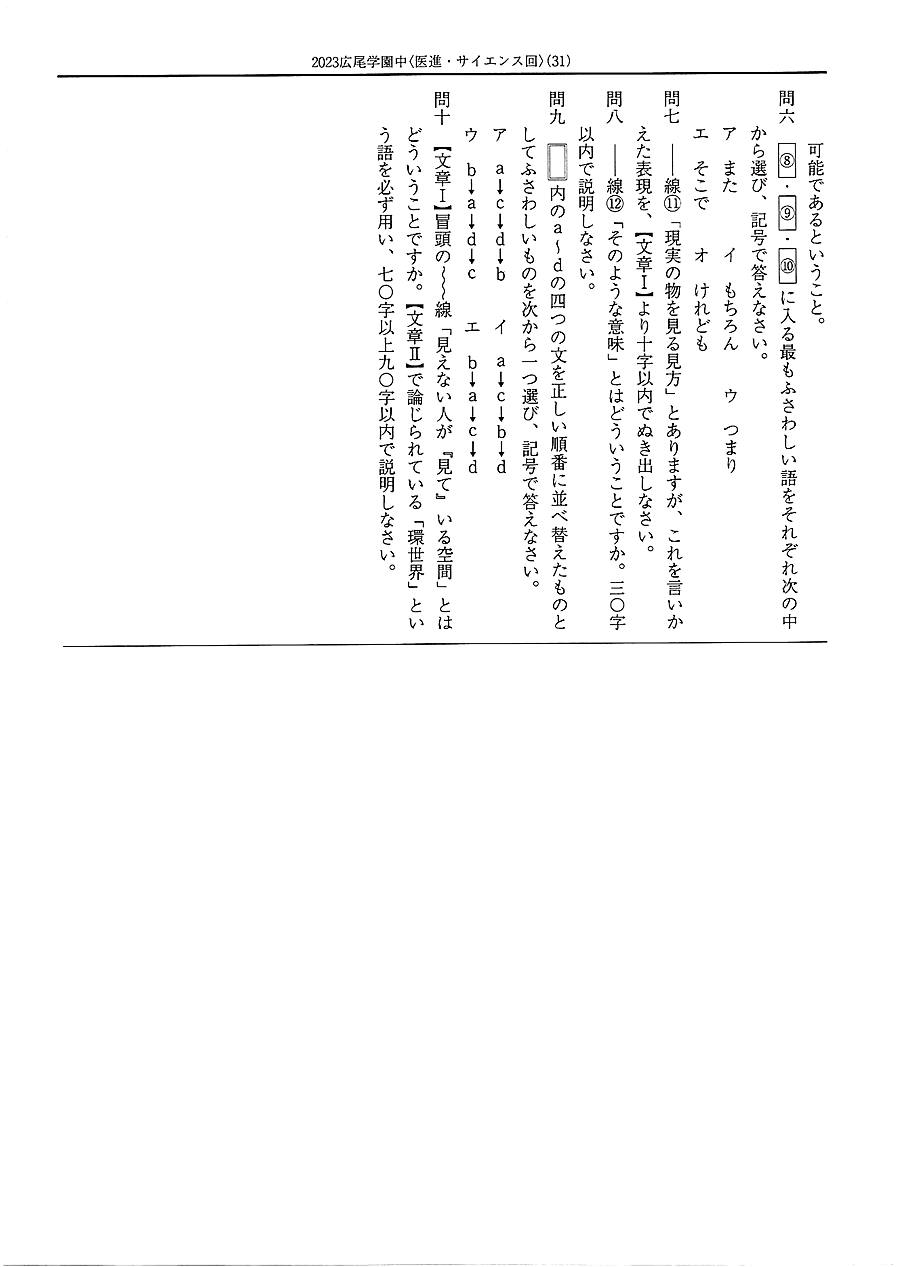 2023広尾学園中〈医進・サイエンス回〉(31)
可能であるということ。
問六 ⑧・⑨・⑩に入る最もふさわしい語をそれぞれ次の中
から選び、記号で答えなさい。
ア また イ もちろん ウ つまり
エ そこで オ けれども
問七 ――線⑪「現実の物を見る見方」とありますが、これを言いか
えた表現を、【文章Ⅰ】より十字以内でぬき出しなさい。
問八 ――線⑫「そのような意味」とはどういうことですか。三〇字
以内で説明しなさい。
問九 □内のa～dの四つの文を正しい順番に並べ替えたものと
してふさわしいものを次から一つ選び、記号で答えなさい。
ア a→c→d→b イ a→c→b→d
ウ b→a→d→c エ b→a→c→d
問十 【文章Ⅰ】冒頭の〜〜線「見えない人が『見て』いる空間」とは
どういうことですか。【文章Ⅱ】で論じられている「環世界」とい
う語を必ず用い、七〇字以上九〇字以内で説明しなさい。